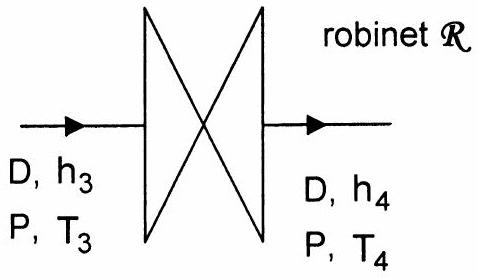 robinet ℛ
D, h₃
P, T₃
D, h₄
P, T₄